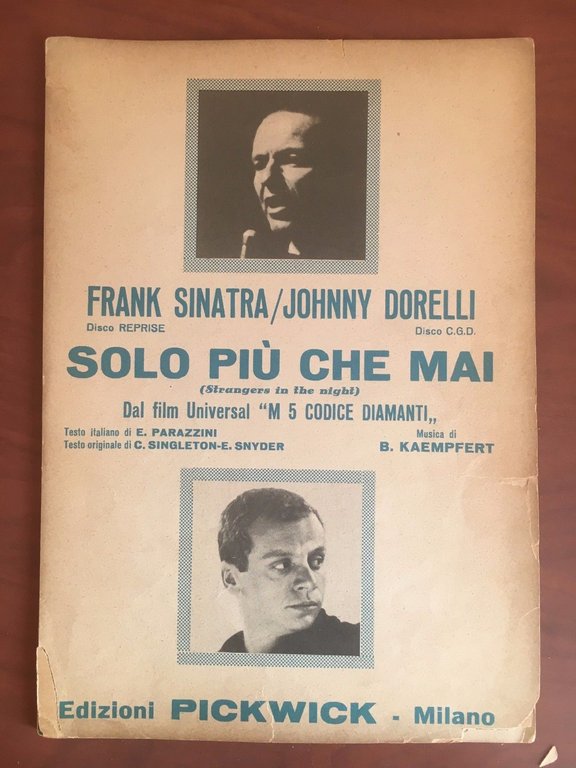 FRANK SINATRA/JOHNNY DORELLI
Disco REPRISE Disco C.G.D.
SOLO PIÙ CHE MAI
(Strangers in the night)
Dal film Universal "M 5 CODICE DIAMANTI„
Testo italiano di E. PARAZZINI
Testo originale di C. SINGLETON-E. SNYDER
Musica di
B. KAEMPFERT
Edizioni PICKWICK - Milano